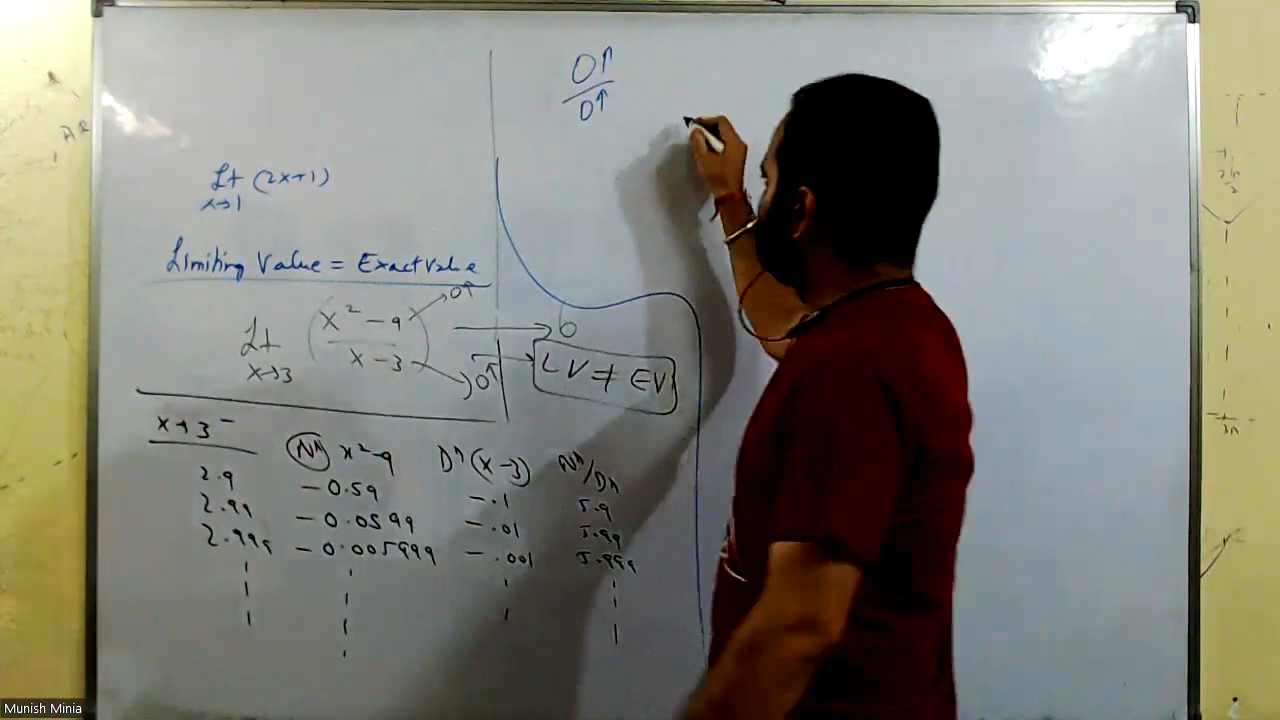 0↑
0↑
Lt (2x+1)
x→1
Limiting Value = Exact Value
Lt (x² - 9 / x - 3) → 6
x→3
0↑
0↑
LV ≠ EV
x→3⁻ Nʳ x²-9 Dʳ(x-3) Nʳ/Dʳ
2.9 -0.59 -.1 5.9
2.99 -0.0599 -.01 5.99
2.999 -0.005999 -.001 5.999
Munish Minia